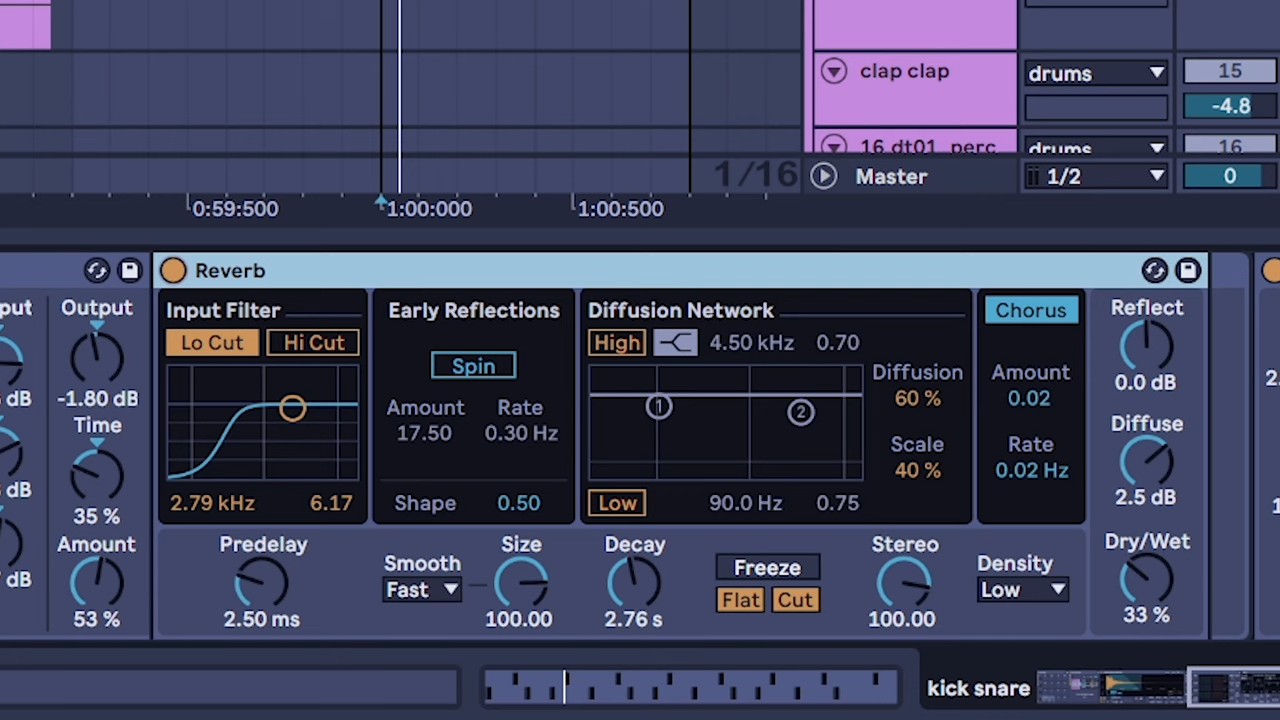 clap clap
drums
15
-4.8
16 dt01 perc
drums
16
1/16
Master
1/2
0
0:59:500
1:00:000
1:00:500
Output
-1.80 dB
Time
35 %
Amount
53 %
dB
dB
dB
Reverb
Input Filter
Lo Cut
Hi Cut
2.79 kHz
6.17
Early Reflections
Spin
Amount
Rate
17.50
0.30 Hz
Shape
0.50
Diffusion Network
High
4.50 kHz
0.70
1
2
Diffusion
60 %
Scale
40 %
Low
90.0 Hz
0.75
Chorus
Amount
0.02
Rate
0.02 Hz
Reflect
0.0 dB
Diffuse
2.5 dB
Dry/Wet
33 %
Predelay
2.50 ms
Smooth
Fast
Size
100.00
Decay
2.76 s
Freeze
Flat
Cut
Stereo
100.00
Density
Low
kick snare